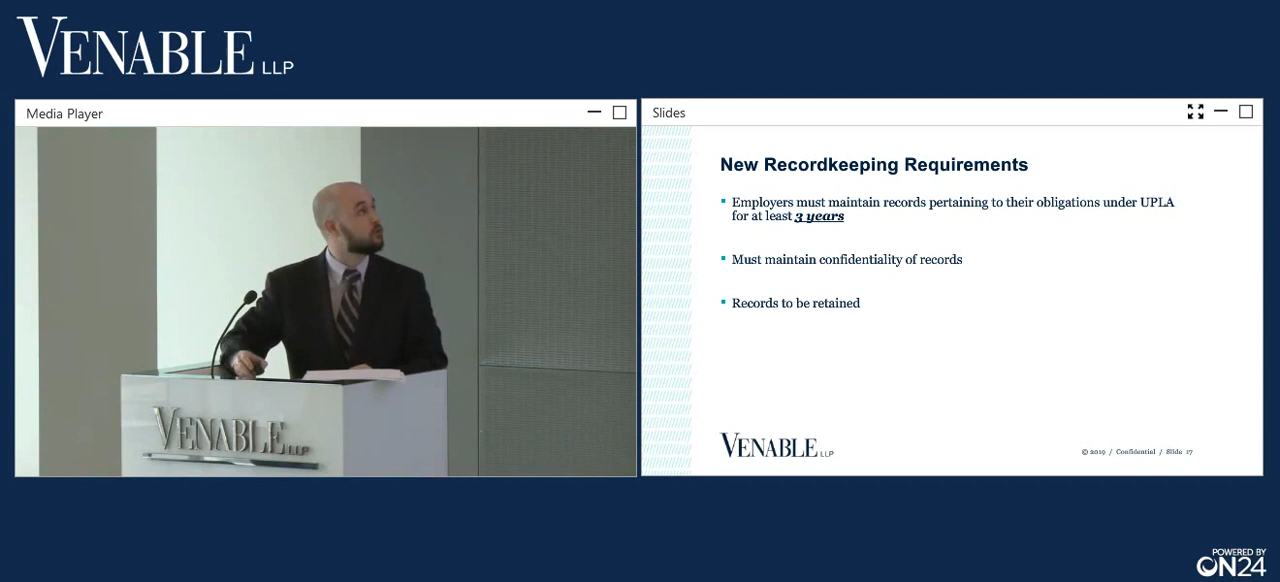 VENABLE LLP
Media Player
VENABLE LLP
Slides
New Recordkeeping Requirements
Employers must maintain records pertaining to their obligations under UPLA
for at least 3 years
Must maintain confidentiality of records
Records to be retained
VENABLE LLP
© 2019 / Confidential / Slide 17
POWERED BY
ON24